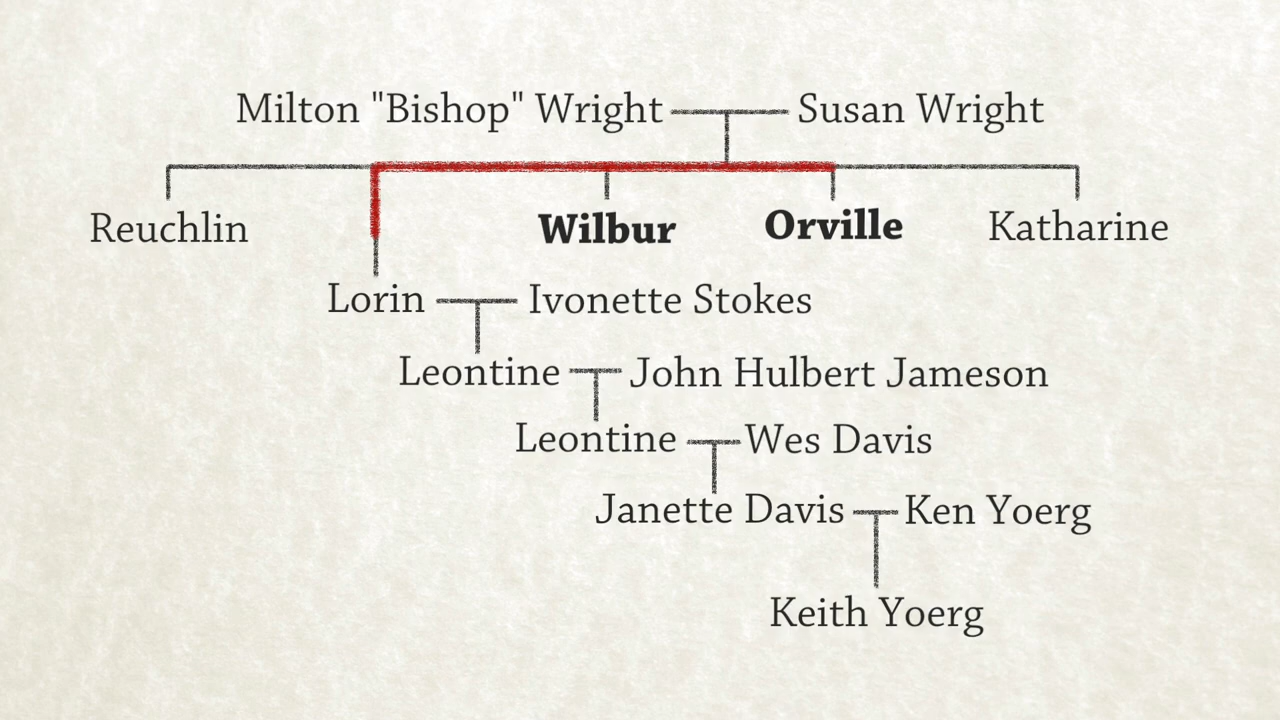 Milton "Bishop" Wright Susan Wright
Reuchlin Wilbur Orville Katharine
Lorin Ivonette Stokes
Leontine John Hulbert Jameson
Leontine Wes Davis
Janette Davis Ken Yoerg
Keith Yoerg